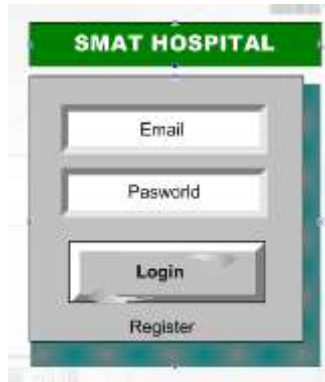 SMAT HOSPITAL
Email
Pasworld
Login
Register